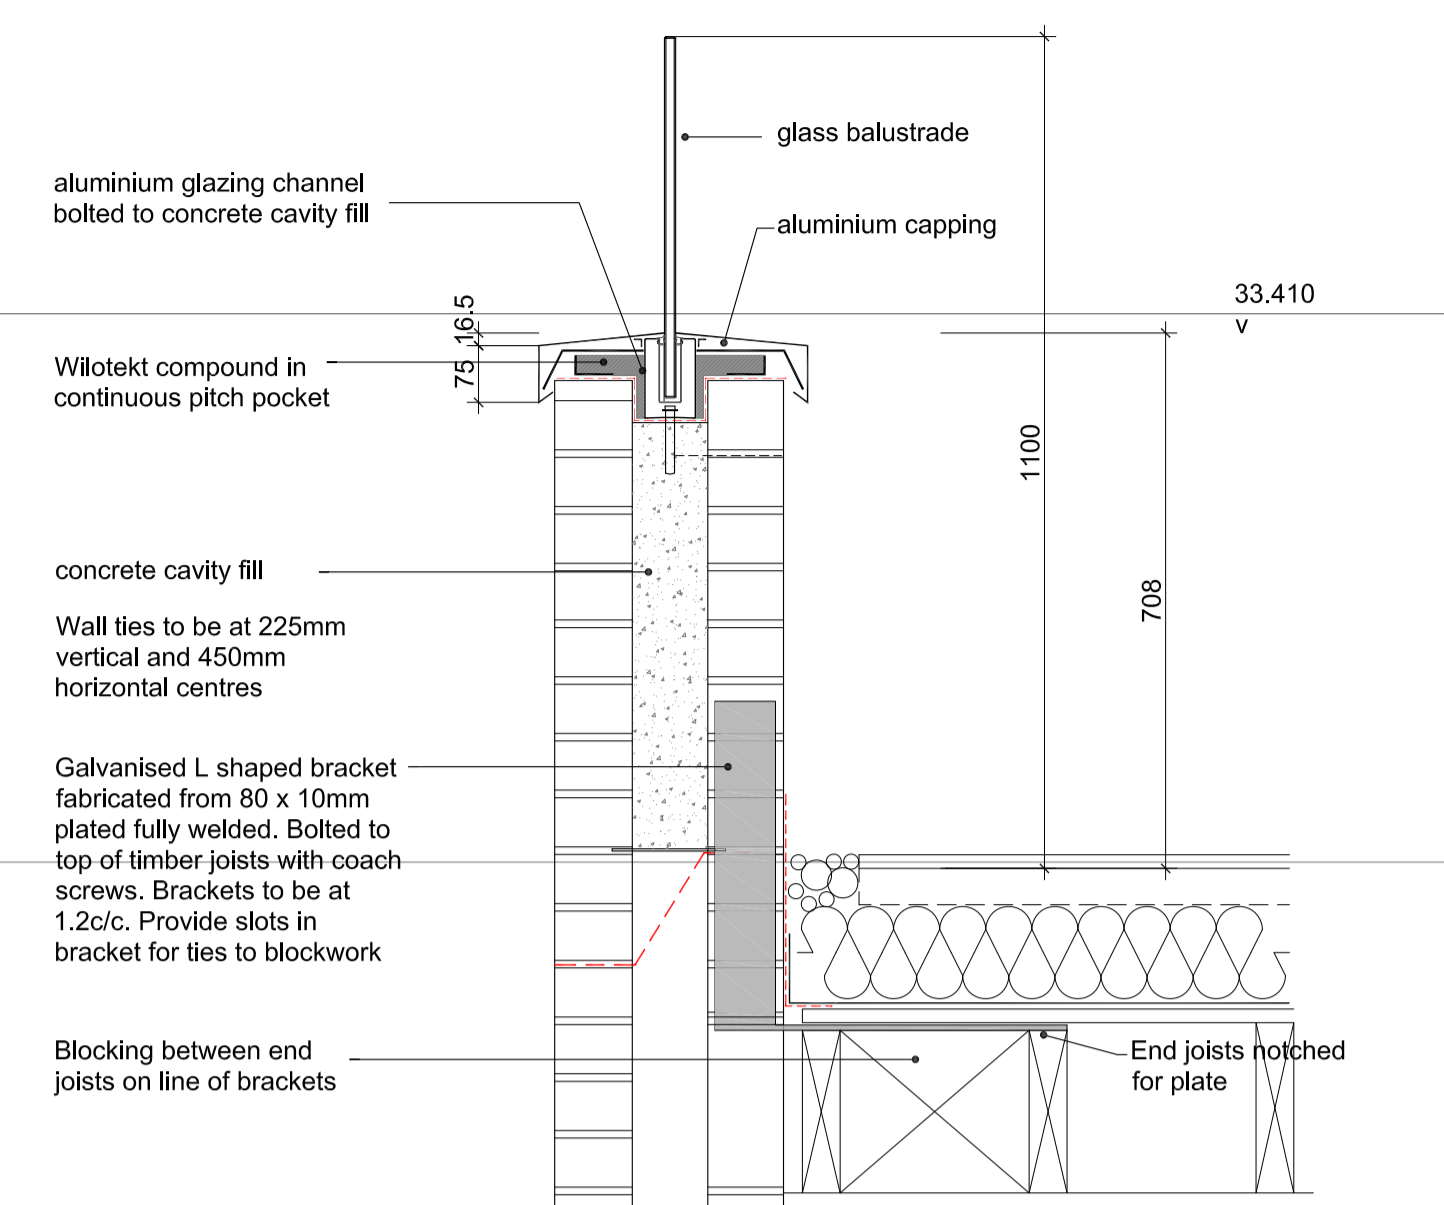 glass balustrade
aluminium glazing channel
bolted to concrete cavity fill
aluminium capping
33.410
v
16.5
75
Wilotekt compound in
continuous pitch pocket
1100
708
concrete cavity fill
Wall ties to be at 225mm
vertical and 450mm
horizontal centres
Galvanised L shaped bracket
fabricated from 80 x 10mm
plated fully welded. Bolted to
top of timber joists with coach
screws. Brackets to be at
1.2c/c. Provide slots in
bracket for ties to blockwork
Blocking between end
joists on line of brackets
End joists notched
for plate